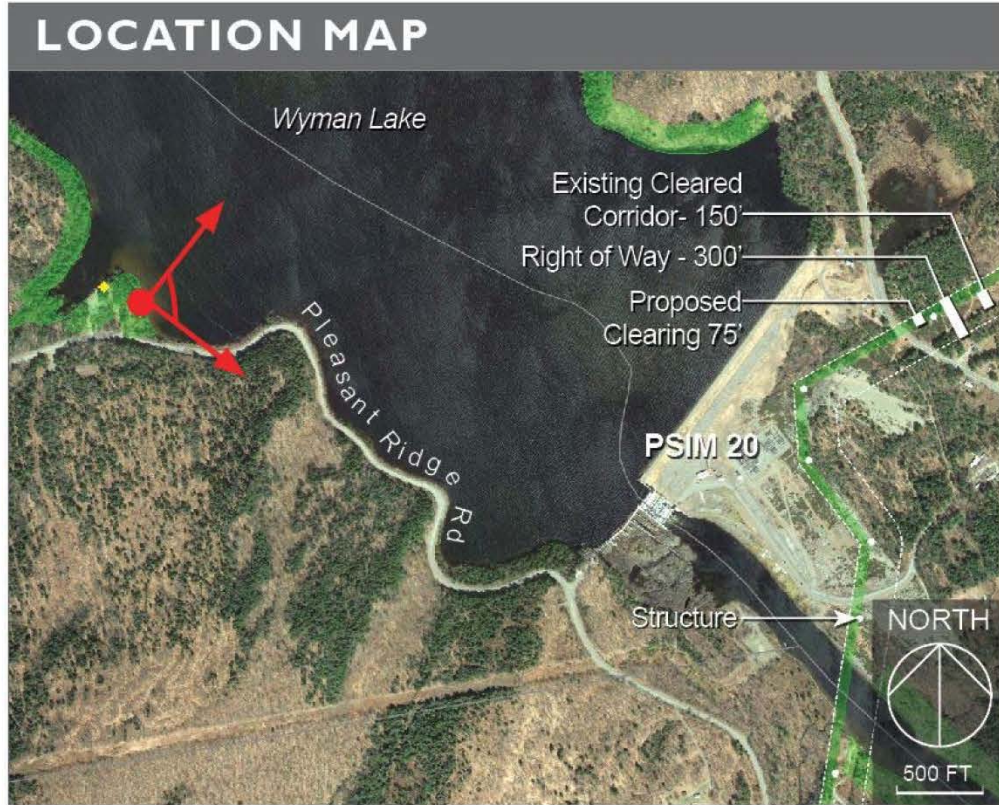 LOCATION MAP
Wyman Lake
Existing Cleared
Corridor- 150'
Right of Way - 300'
Proposed
Clearing 75'
Pleasant Ridge Rd
PSIM 20
Structure
NORTH
500 FT